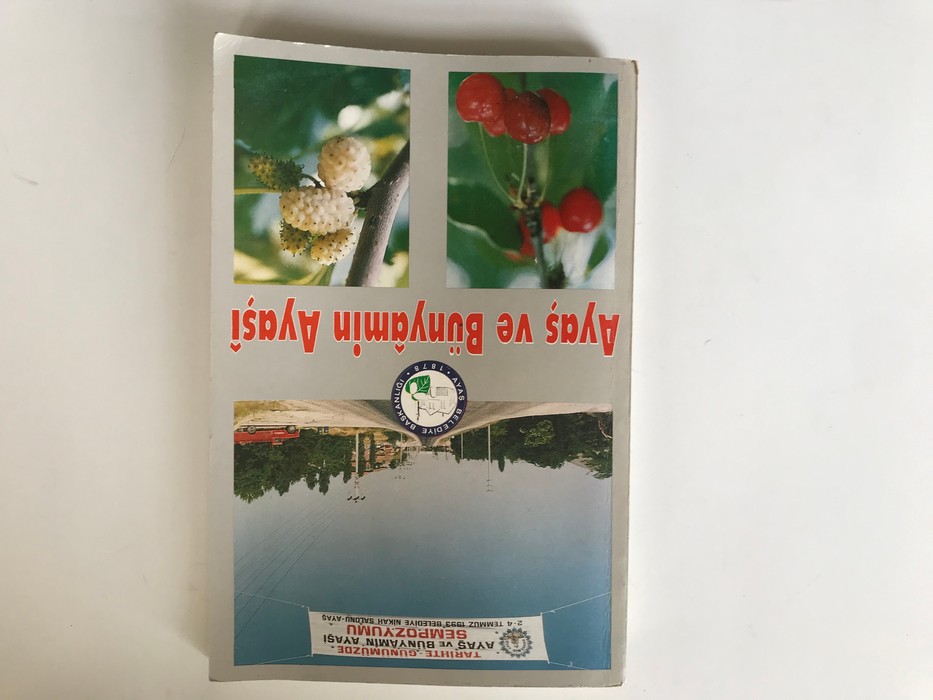 TARİHTE - GÜNÜMÜZDE
AYAŞ VE BÜNYÂMİN AYAŞİ
SEMPOZYUMU
2-4 TEMMUZ 1993 BELEDİYE NİKAH SALONU-AYAŞ
AYAŞ BELEDİYE BAŞKANLIĞI • 1878 •
Ayaş ve Bünyâmin Ayaşî